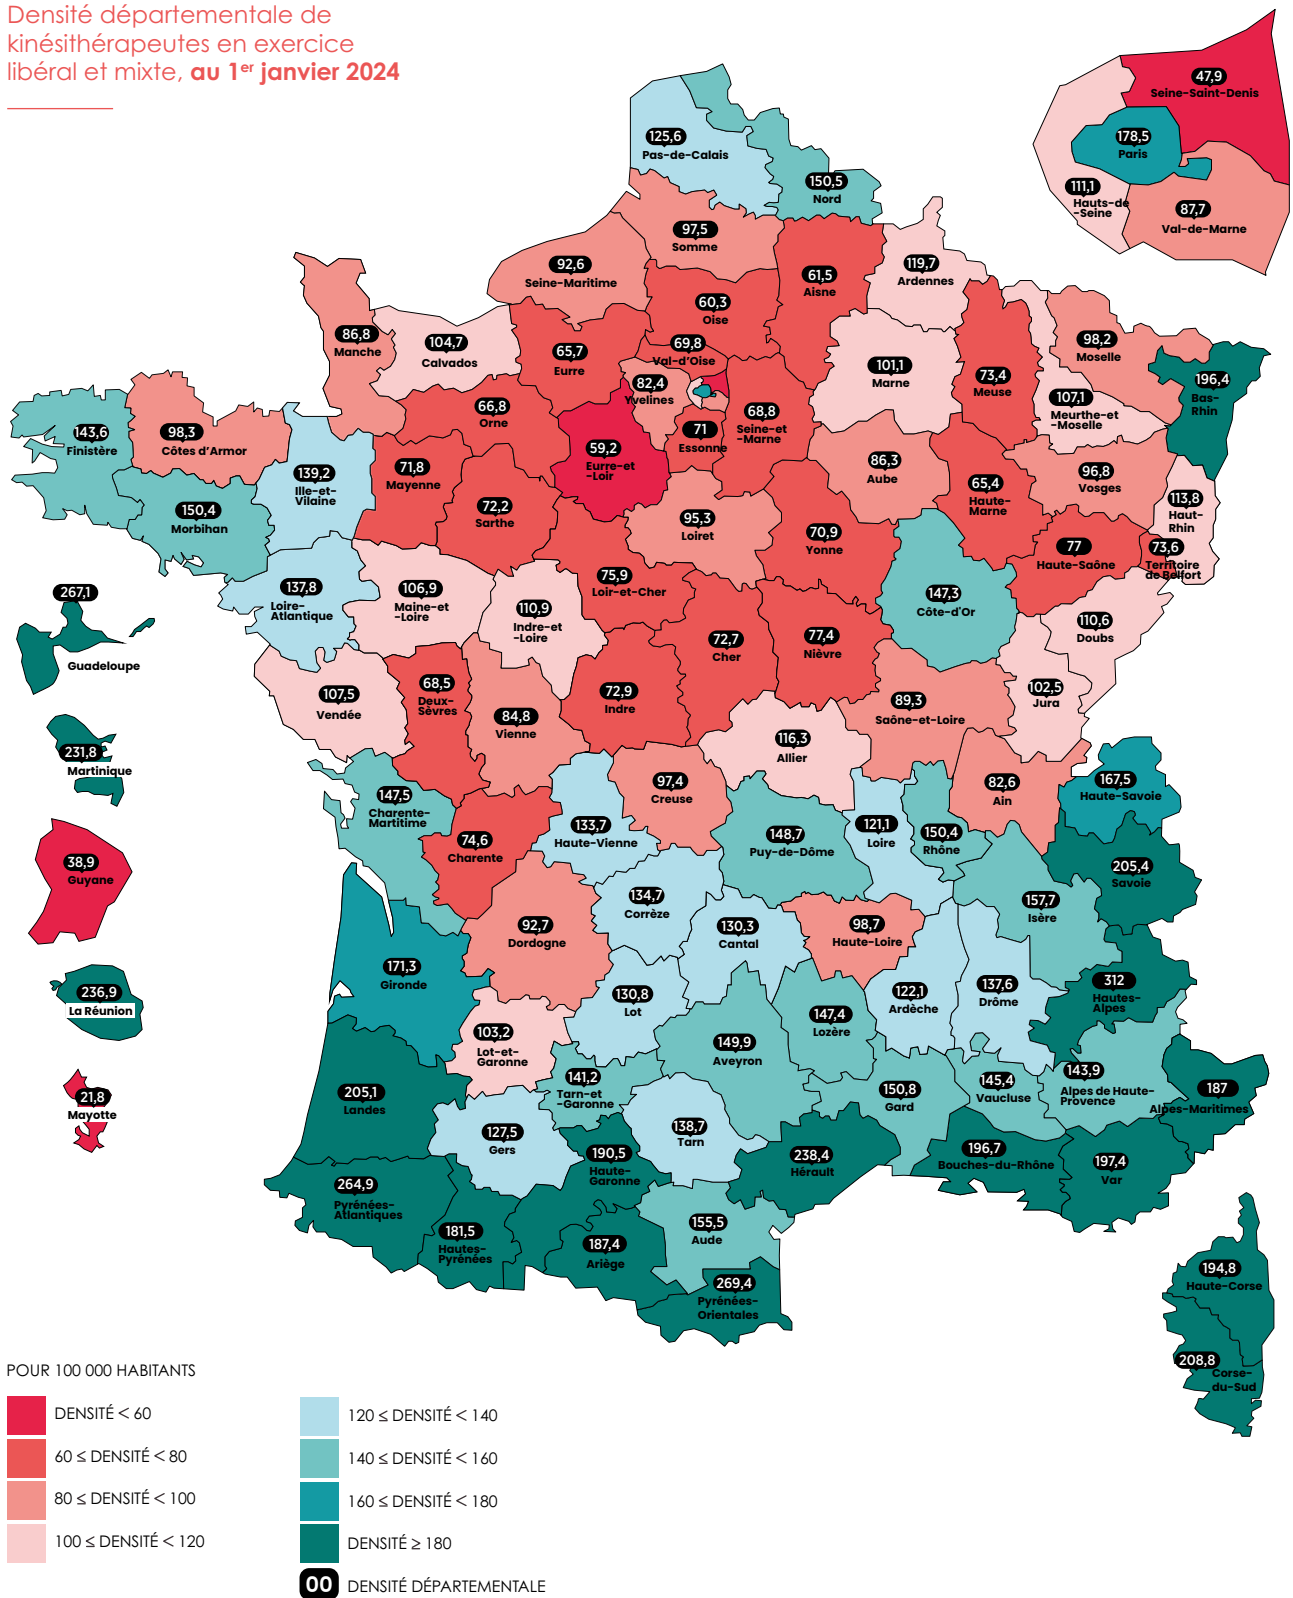 Densité départementale de
kinésithérapeutes en exercice
libéral et mixte, au 1er janvier 2024
47,9
Seine-Saint-Denis
178,5
Paris
111,1
Hauts-de
-Seine
87,7
Val-de-Marne
125,6
Pas-de-Calais
150,5
Nord
97,5
Somme
92,6
Seine-Maritime
61,5
Aisne
119,7
Ardennes
60,3
Oise
86,8
Manche
104,7
Calvados
65,7
Eurre
69,8
Val-d'Oise
101,1
Marne
73,4
Meuse
98,2
Moselle
196,4
Bas-
Rhin
107,1
Meurthe-et
-Moselle
82,4
Yvelines
68,8
Seine-et
-Marne
71
Essonne
66,8
Orne
59,2
Eurre-et
-Loir
143,6
Finistère
98,3
Côtes d'Armor
139,2
Ille-et-
Vilaine
71,8
Mayenne
72,2
Sarthe
150,4
Morbihan
86,3
Aube
65,4
Haute-
Marne
96,8
Vosges
113,8
Haut-
Rhin
95,3
Loiret
70,9
Yonne
77
Haute-Saône
73,6
Territoire
de Belfort
137,8
Loire-
Atlantique
106,9
Maine-et
-Loire
110,9
Indre-et
-Loire
75,9
Loir-et-Cher
147,3
Côte-d'Or
110,6
Doubs
267,1
Guadeloupe
72,7
Cher
77,4
Nièvre
107,5
Vendée
68,5
Deux-
Sèvres
84,8
Vienne
72,9
Indre
89,3
Saône-et-Loire
102,5
Jura
231,8
Martinique
116,3
Allier
97,4
Creuse
82,6
Ain
167,5
Haute-Savoie
147,5
Charente-
Martitime
74,6
Charente
133,7
Haute-Vienne
148,7
Puy-de-Dôme
121,1
Loire
150,4
Rhône
205,4
Savoie
38,9
Guyane
134,7
Corrèze
157,7
Isère
92,7
Dordogne
130,3
Cantal
98,7
Haute-Loire
171,3
Gironde
130,8
Lot
122,1
Ardèche
137,6
Drôme
312
Hautes-
Alpes
236,9
La Réunion
103,2
Lot-et-
Garonne
149,9
Aveyron
147,4
Lozère
141,2
Tarn-et
-Garonne
150,8
Gard
145,4
Vaucluse
143,9
Alpes de Haute-
Provence
187
Alpes-Maritimes
21,8
Mayotte
205,1
Landes
127,5
Gers
138,7
Tarn
190,5
Haute-
Garonne
238,4
Hérault
196,7
Bouches-du-Rhône
197,4
Var
264,9
Pyrénées-
Atlantiques
181,5
Hautes-
Pyrénées
187,4
Ariège
155,5
Aude
269,4
Pyrénées-
Orientales
194,8
Haute-Corse
208,8
Corse-
du-Sud
POUR 100 000 HABITANTS
DENSITÉ < 60
60 ≤ DENSITÉ < 80
80 ≤ DENSITÉ < 100
100 ≤ DENSITÉ < 120
120 ≤ DENSITÉ < 140
140 ≤ DENSITÉ < 160
160 ≤ DENSITÉ < 180
DENSITÉ ≥ 180
00 DENSITÉ DÉPARTEMENTALE